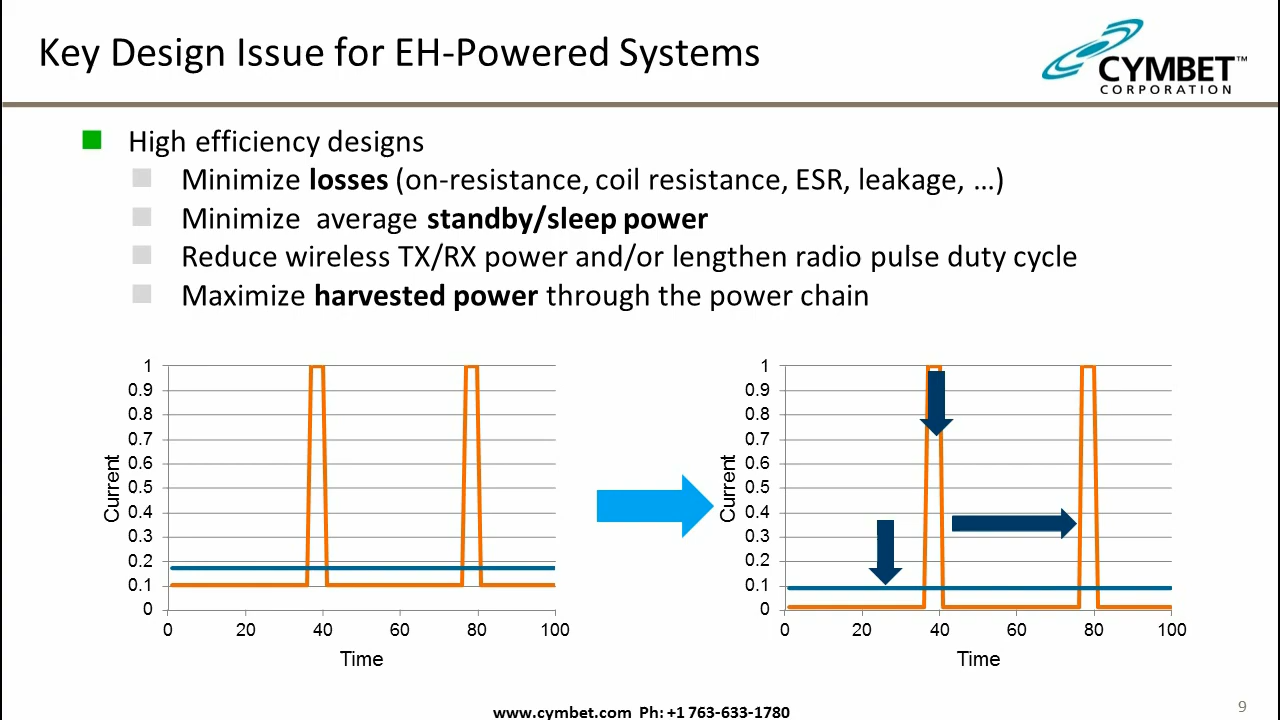 Key Design Issue for EH-Powered Systems
CYMBET™
CORPORATION
High efficiency designs
Minimize losses (on-resistance, coil resistance, ESR, leakage, …)
Minimize  average standby/sleep power
Reduce wireless TX/RX power and/or lengthen radio pulse duty cycle
Maximize harvested power through the power chain
1
0.9
0.8
0.7
0.6
0.5
0.4
0.3
0.2
0.1
0
Current
0 20 40 60 80 100
Time
1
0.9
0.8
0.7
0.6
0.5
0.4
0.3
0.2
0.1
0
Current
0 20 40 60 80 100
Time
www.cymbet.com  Ph: +1 763-633-1780
9